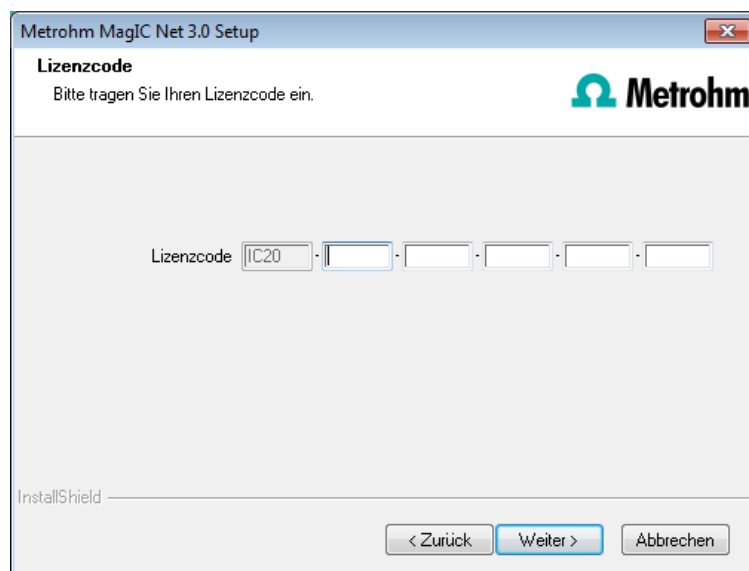 Metrohm MagIC Net 3.0 Setup
Lizenzcode
Bitte tragen Sie Ihren Lizenzcode ein.
Metrohm
Lizenzcode IC20 - - - - -
InstallShield
< Zurück Weiter > Abbrechen